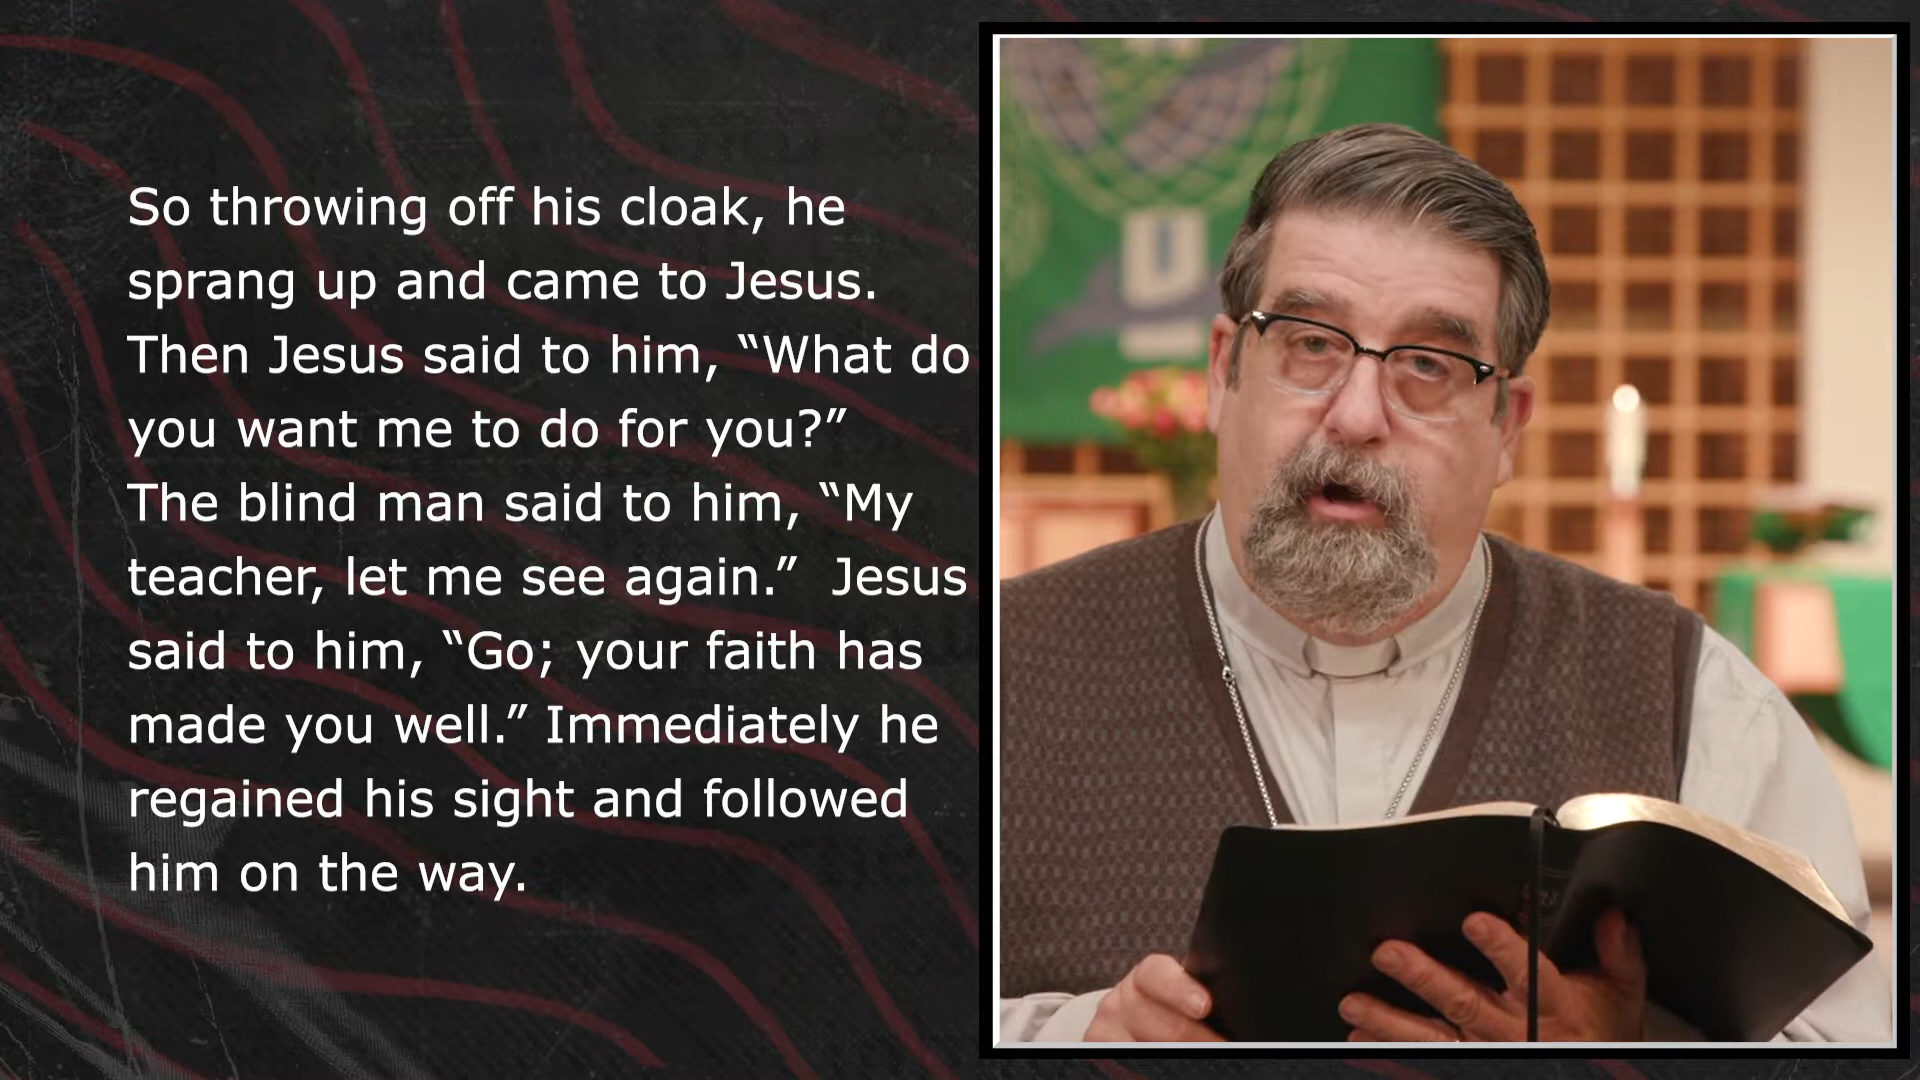 So throwing off his cloak, he
sprang up and came to Jesus.
Then Jesus said to him, “What do
you want me to do for you?”
The blind man said to him, “My
teacher, let me see again.”  Jesus
said to him, “Go; your faith has
made you well.” Immediately he
regained his sight and followed
him on the way.